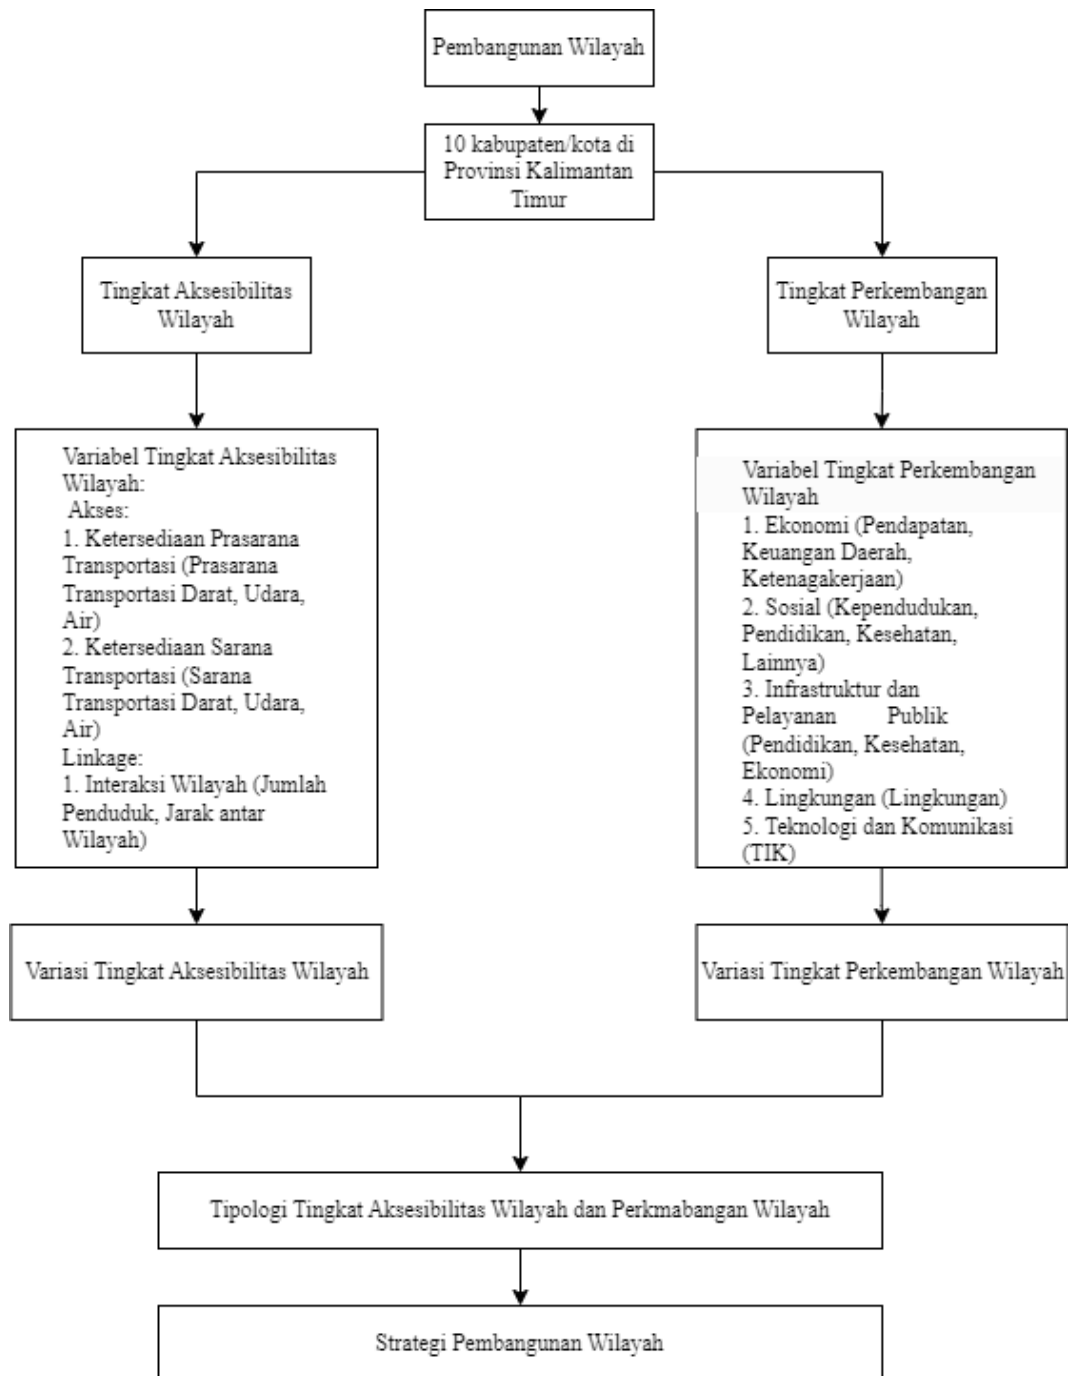 Pembangunan Wilayah
10 kabupaten/kota di
Provinsi Kalimantan
Timur
Tingkat Aksesibilitas
Wilayah
Tingkat Perkembangan
Wilayah
Variabel Tingkat Aksesibilitas
Wilayah:
Akses:
1. Ketersediaan Prasarana
Transportasi (Prasarana
Transportasi Darat, Udara,
Air)
2. Ketersediaan Sarana
Transportasi (Sarana
Transportasi Darat, Udara,
Air)
Linkage:
1. Interaksi Wilayah (Jumlah
Penduduk, Jarak antar
Wilayah)
Variabel Tingkat Perkembangan
Wilayah
1. Ekonomi (Pendapatan,
Keuangan Daerah,
Ketenagakerjaan)
2. Sosial (Kependudukan,
Pendidikan, Kesehatan,
Lainnya)
3. Infrastruktur dan
Pelayanan Publik
(Pendidikan, Kesehatan,
Ekonomi)
4. Lingkungan (Lingkungan)
5. Teknologi dan Komunikasi
(TIK)
Variasi Tingkat Aksesibilitas Wilayah
Variasi Tingkat Perkembangan Wilayah
Tipologi Tingkat Aksesibilitas Wilayah dan Perkmabangan Wilayah
Strategi Pembangunan Wilayah